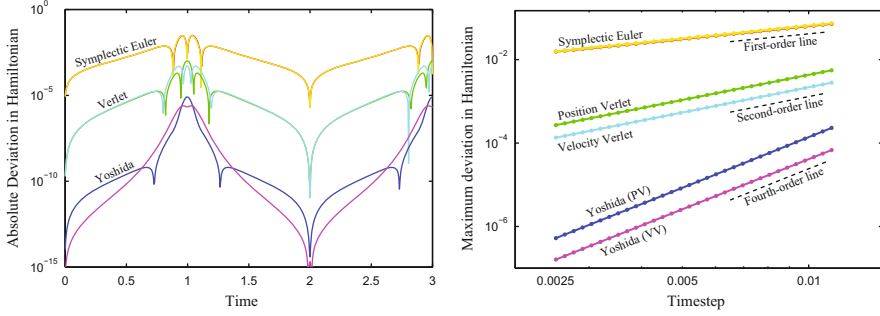 Absolute Deviation in Hamiltonian
10^0
10^-5
10^-10
10^-15
Symplectic Euler
Verlet
Yoshida
0
0.5
1
1.5
2
2.5
3
Time
Maximum deviation in Hamiltonian
10^-2
10^-4
10^-6
Symplectic Euler
First-order line
Position Verlet
Second-order line
Velocity Verlet
Yoshida (PV)
Fourth-order line
Yoshida (VV)
0.0025
0.005
0.01
Timestep